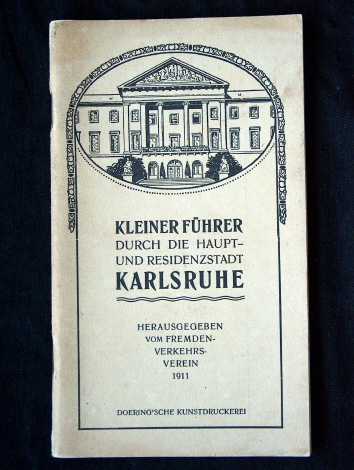 KLEINER FÜHRER
DURCH DIE HAUPT-
UND RESIDENZSTADT
KARLSRUHE
HERAUSGEGEBEN
VOM FREMDEN-
VERKEHRS-
VEREIN
1911
DOERING'SCHE KUNSTDRUCKEREI